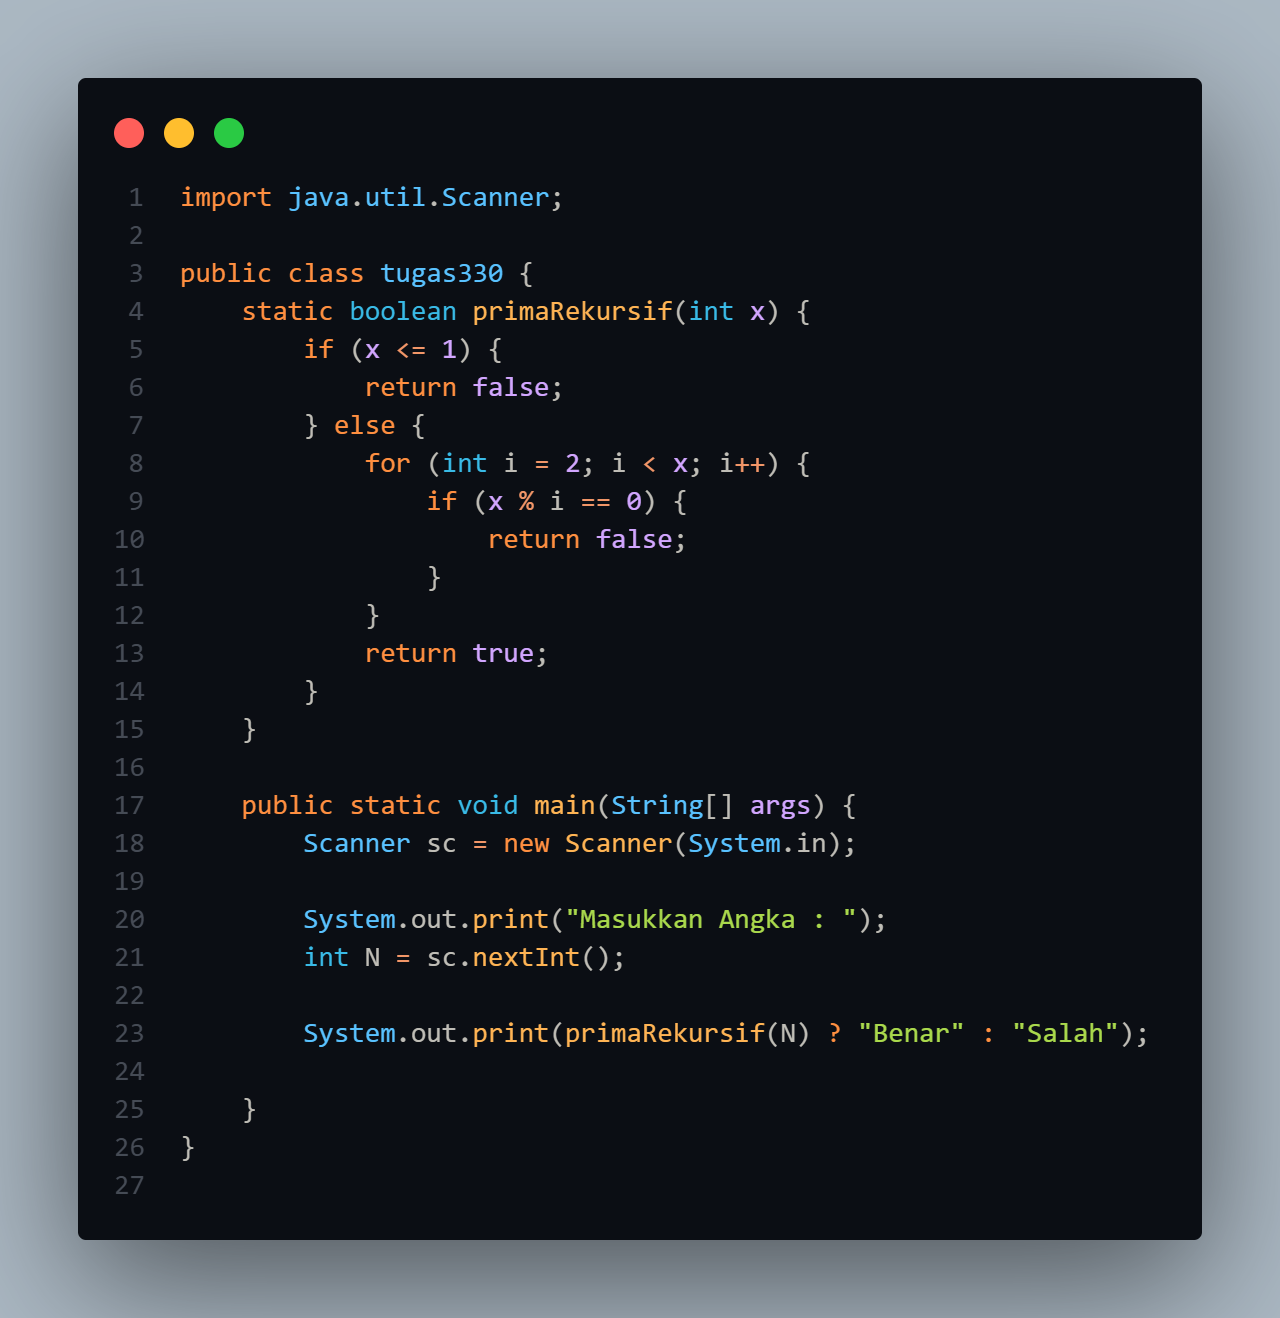 1 import java.util.Scanner;
2
3 public class tugas330 {
4     static boolean primaRekursif(int x) {
5         if (x <= 1) {
6             return false;
7         } else {
8             for (int i = 2; i < x; i++) {
9                 if (x % i == 0) {
10                     return false;
11                 }
12             }
13             return true;
14         }
15     }
16
17     public static void main(String[] args) {
18         Scanner sc = new Scanner(System.in);
19
20         System.out.print("Masukkan Angka : ");
21         int N = sc.nextInt();
22
23         System.out.print(primaRekursif(N) ? "Benar" : "Salah");
24
25     }
26 }
27